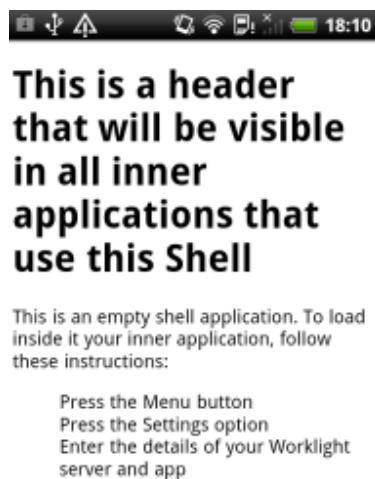 18:10
This is a header
that will be visible
in all inner
applications that
use this Shell
This is an empty shell application. To load
inside it your inner application, follow
these instructions:
Press the Menu button
Press the Settings option
Enter the details of your Worklight
server and app